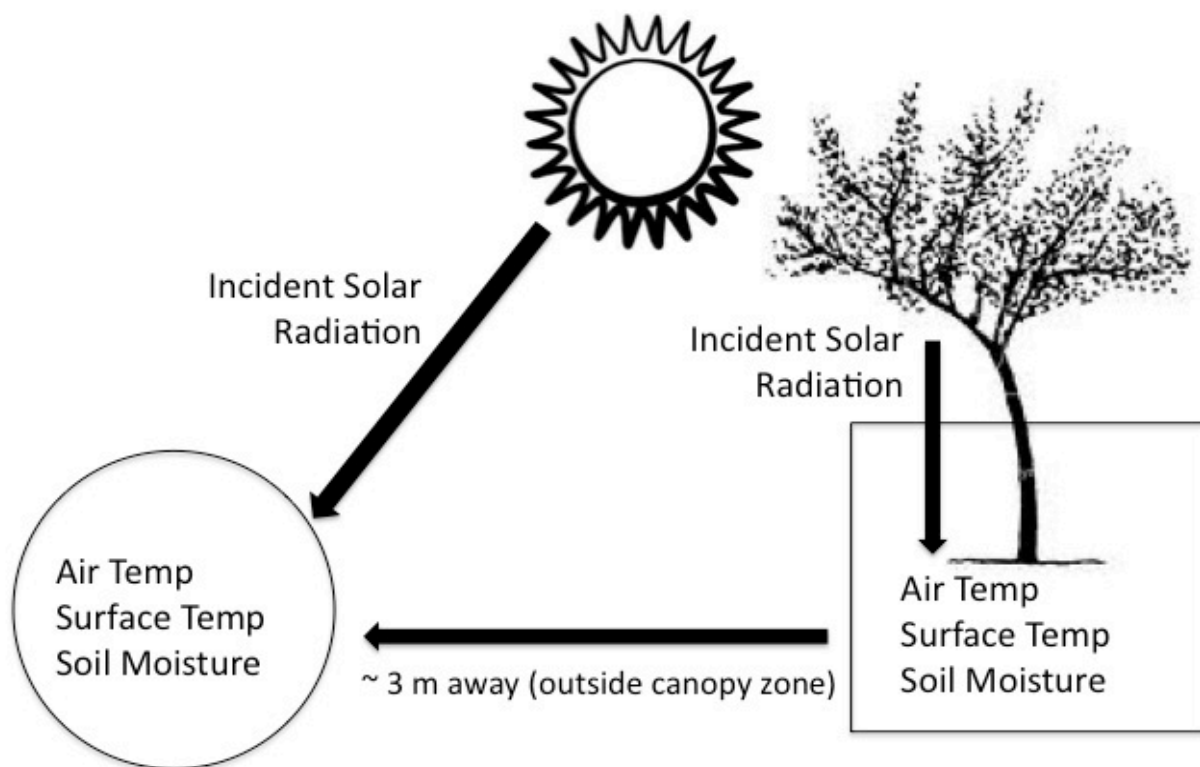 Incident Solar
Radiation
Incident Solar
Radiation
Air Temp
Surface Temp
Soil Moisture
~ 3 m away (outside canopy zone)
Air Temp
Surface Temp
Soil Moisture